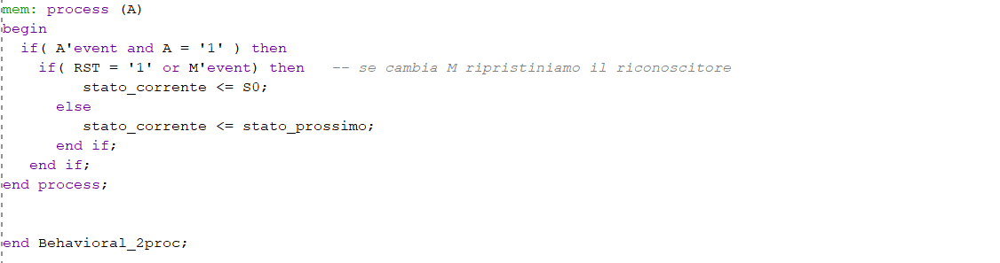 mem: process (A)
begin
if( A'event and A = '1' ) then
if( RST = '1' or M'event) then -- se cambia M ripristiniamo il riconoscitore
stato_corrente <= S0;
else
stato_corrente <= stato_prossimo;
end if;
end if;
end process;
end Behavioral_2proc;